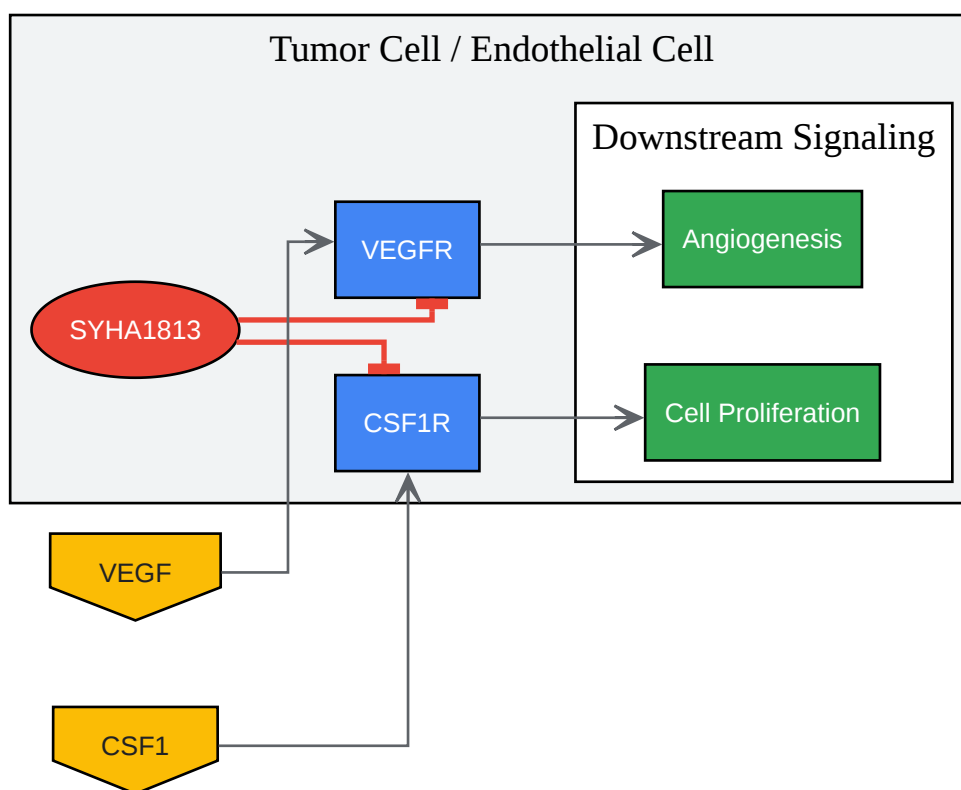 Tumor Cell / Endothelial Cell
Downstream Signaling
VEGFR
Angiogenesis
SYHA1813
CSF1R
Cell Proliferation
VEGF
CSF1